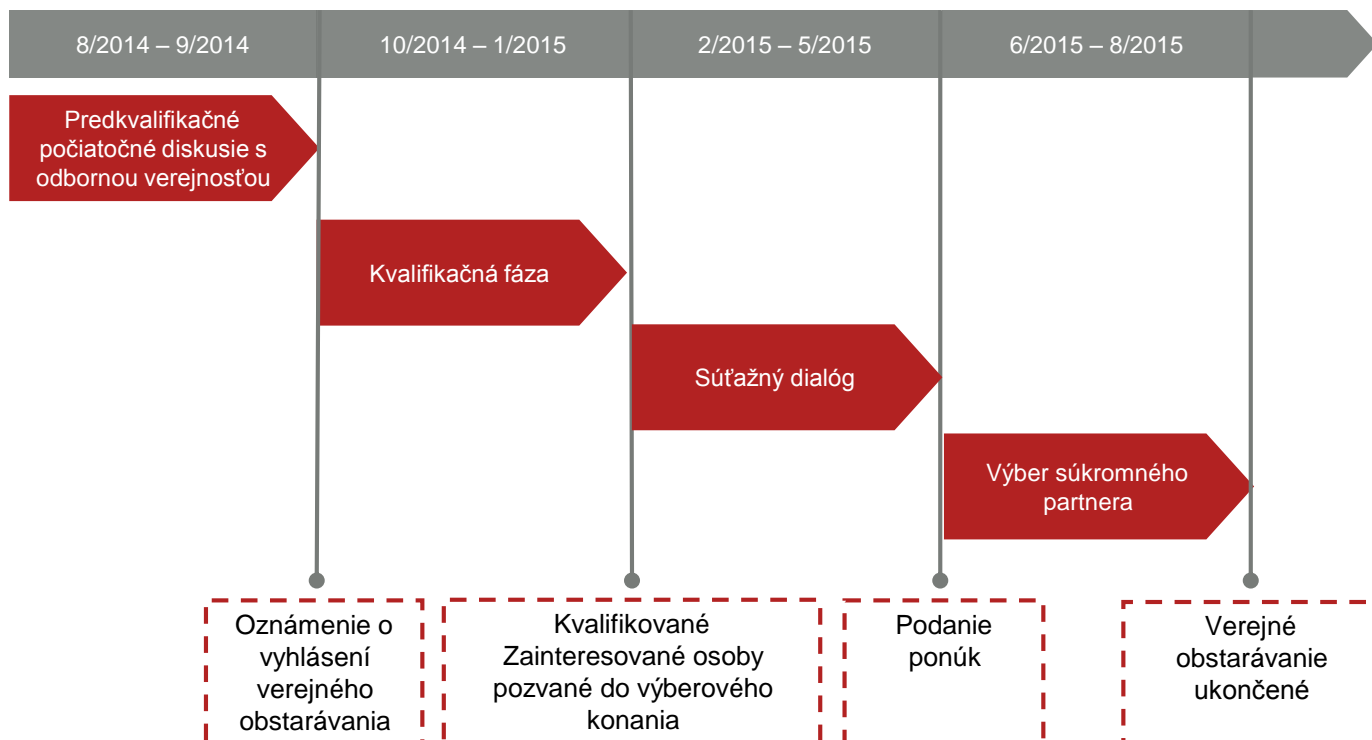 8/2014 – 9/2014
10/2014 – 1/2015
2/2015 – 5/2015
6/2015 – 8/2015
Predkvalifikačné
počiatočné diskusie s
odbornou verejnosťou
Kvalifikačná fáza
Súťažný dialóg
Výber súkromného
partnera
Oznámenie o
vyhlásení
verejného
obstarávania
Kvalifikované
Zainteresované osoby
pozvané do výberového
konania
Podanie
ponúk
Verejné
obstarávanie
ukončené